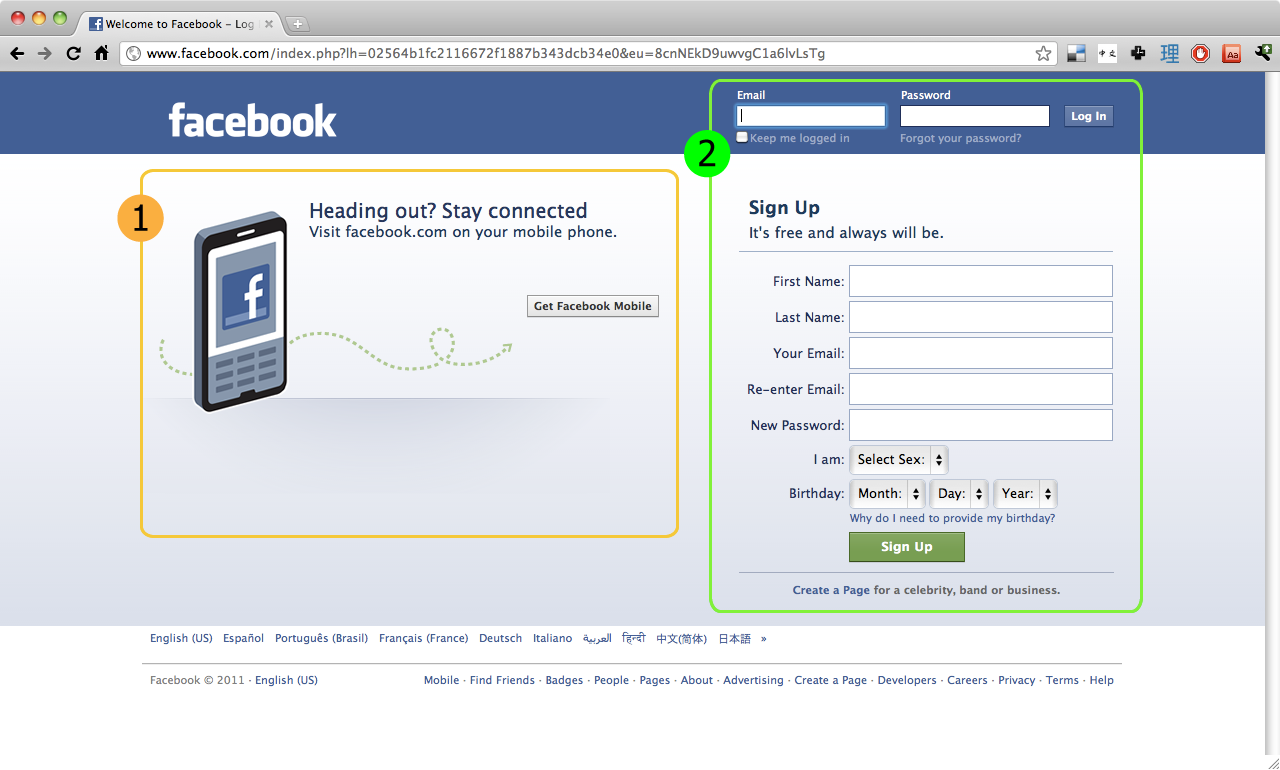 Welcome to Facebook – Log
www.facebook.com/index.php?lh=02564b1fc2116672f1887b343dcb34e0&eu=8cnNEkD9uwvgC1a6lvLsTg
理
Aa
facebook
Email
Password
Log In
Keep me logged in
Forgot your password?
2
1
Heading out? Stay connected
Visit facebook.com on your mobile phone.
f
Get Facebook Mobile
Sign Up
It's free and always will be.
First Name:
Last Name:
Your Email:
Re-enter Email:
New Password:
I am: Select Sex:
Birthday: Month: Day: Year:
Why do I need to provide my birthday?
Sign Up
Create a Page for a celebrity, band or business.
English (US) Español Português (Brasil) Français (France) Deutsch Italiano العربية हिन्दी 中文(简体) 日本語 »
Facebook © 2011 · English (US)
Mobile · Find Friends · Badges · People · Pages · About · Advertising · Create a Page · Developers · Careers · Privacy · Terms · Help